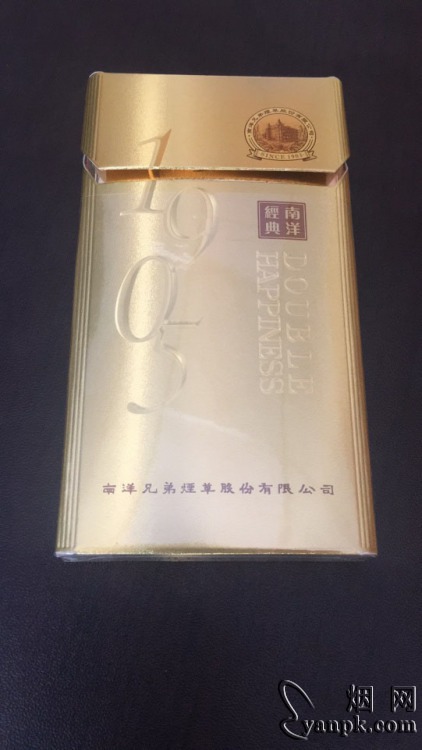 SINCE 1905
1905
南洋
經典
DOUBLE
HAPPINESS
南洋兄弟煙草股份有限公司
烟网
yanpk.com